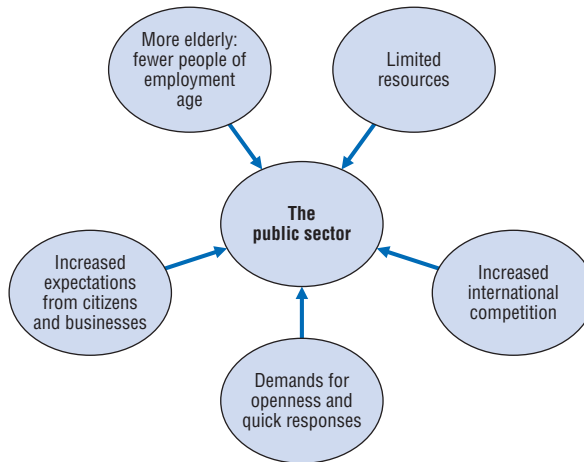 More elderly:
fewer people of
employment
age
Limited
resources
The
public sector
Increased
expectations
from citizens
and businesses
Increased
international
competition
Demands for
openness and
quick responses